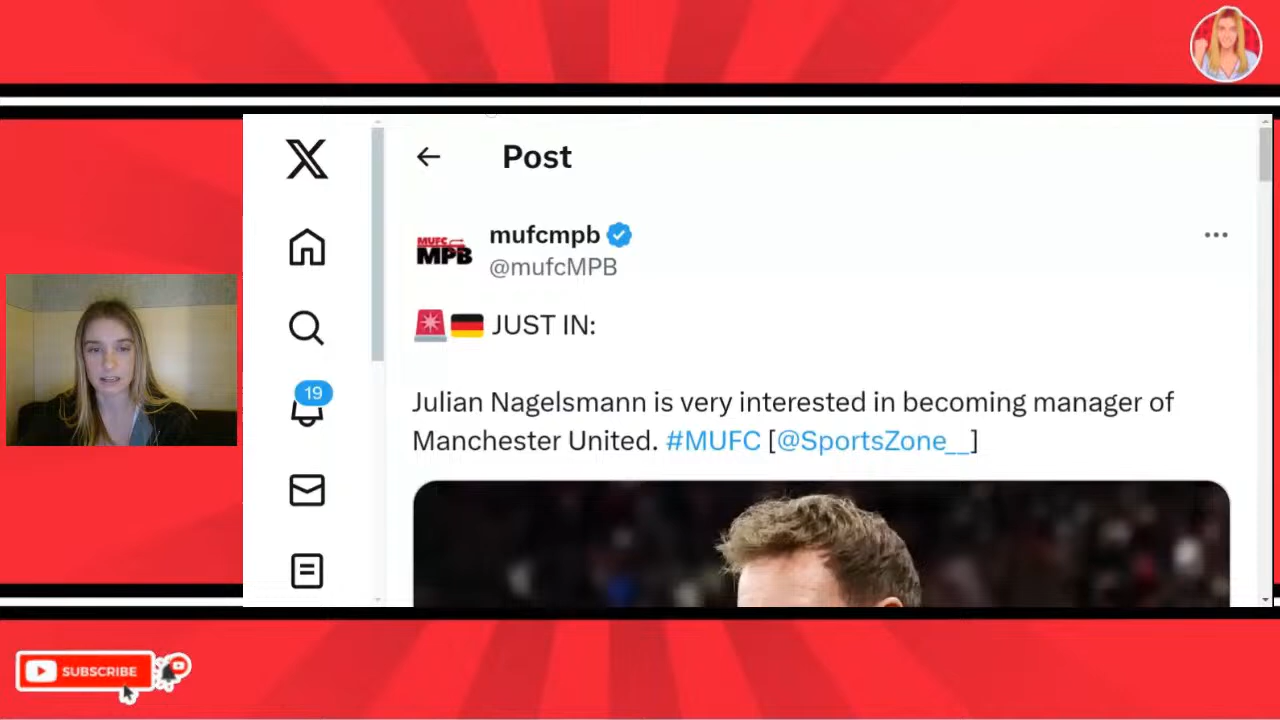 Post
mufcmpb
@mufcMPB
MUFC
MPB
JUST IN:
19
Julian Nagelsmann is very interested in becoming manager of
Manchester United. #MUFC [@SportsZone__]
SUBSCRIBE